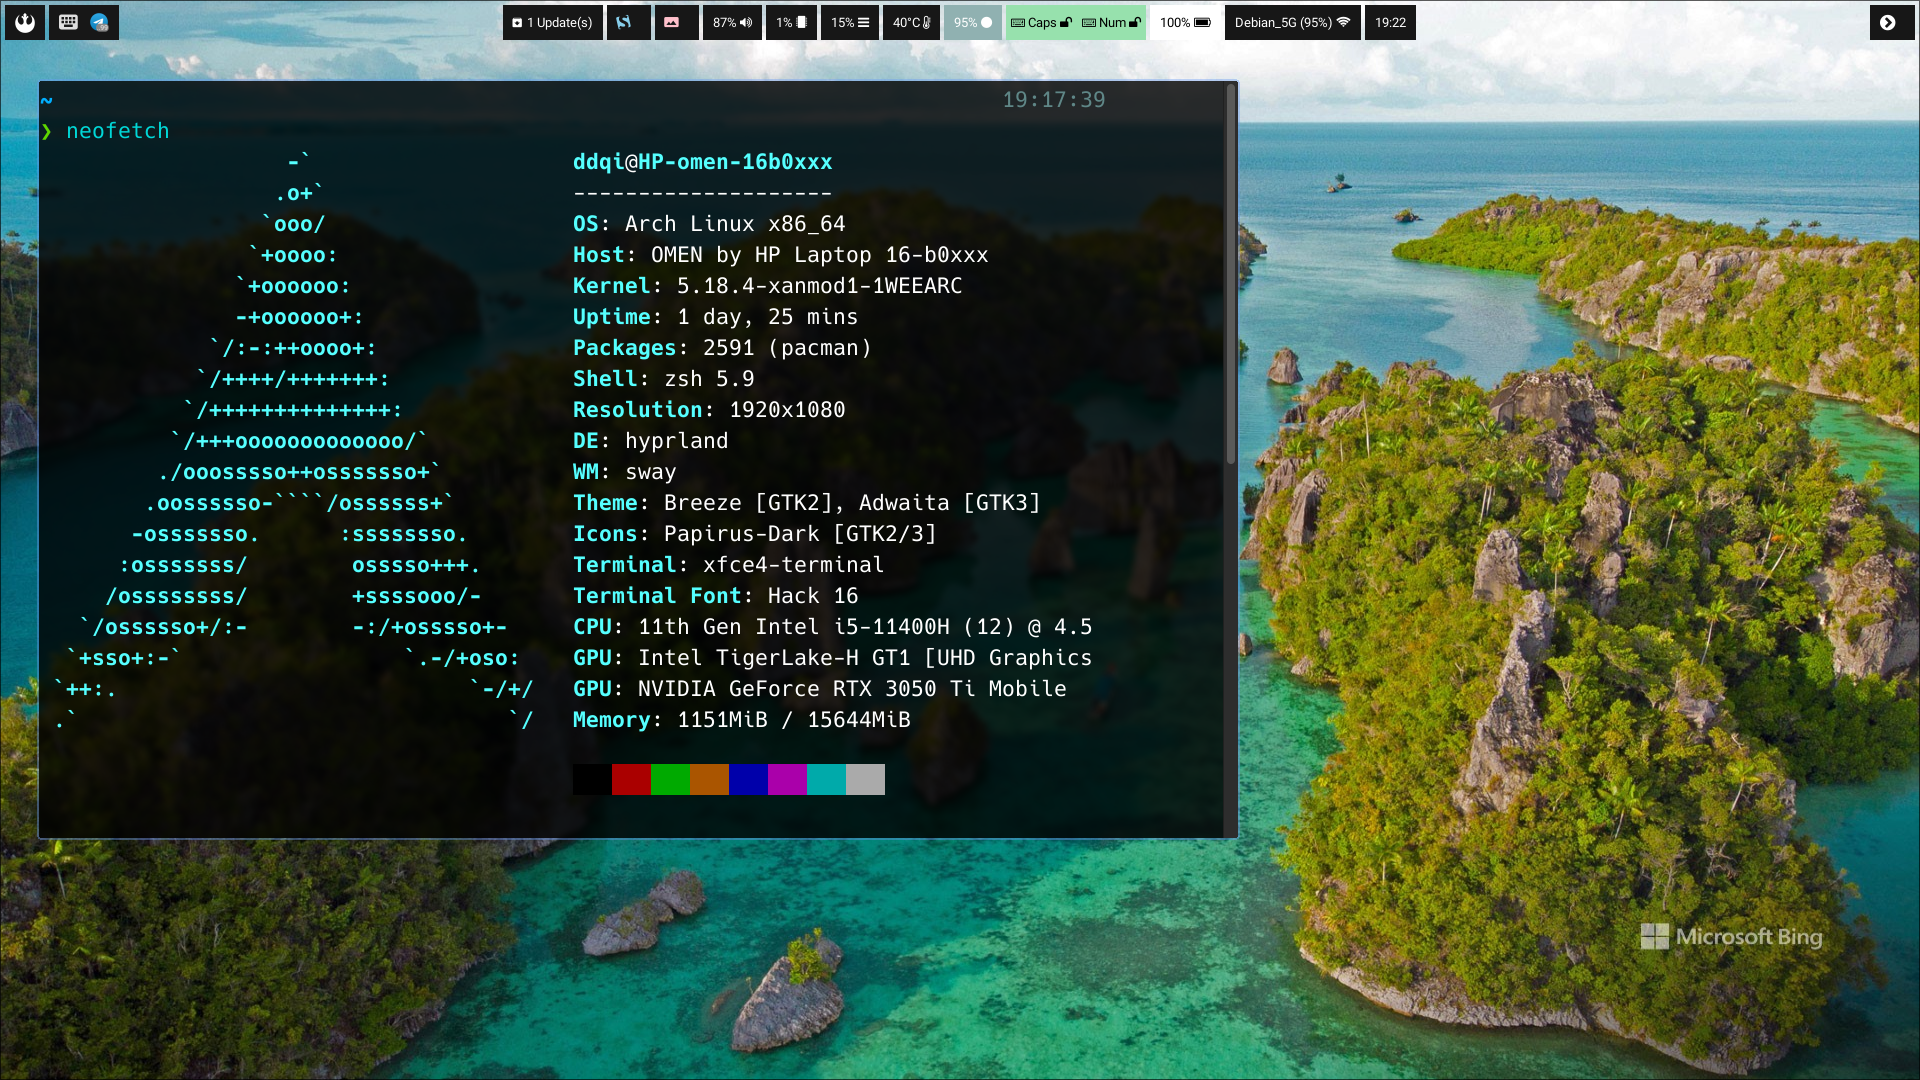 1 Update(s)
87%
1%
15%
40°C
95%
Caps
Num
100%
Debian_5G (95%)
19:22
~ 19:17:39
❯ neofetch
-` ddqi@HP-omen-16b0xxx
.o+` --------------------
`ooo/ OS: Arch Linux x86_64
`+oooo: Host: OMEN by HP Laptop 16-b0xxx
`+oooooo: Kernel: 5.18.4-xanmod1-1WEEARC
-+oooooo+: Uptime: 1 day, 25 mins
`/:-:++oooo+: Packages: 2591 (pacman)
`/++++/+++++++: Shell: zsh 5.9
`/++++++++++++++: Resolution: 1920x1080
`/+++ooooooooooooo/` DE: hyprland
./ooosssso++osssssso+` WM: sway
.oossssso-````/ossssss+` Theme: Breeze [GTK2], Adwaita [GTK3]
-osssssso. :ssssssso. Icons: Papirus-Dark [GTK2/3]
:osssssss/ osssso+++. Terminal: xfce4-terminal
/ossssssss/ +ssssooo/- Terminal Font: Hack 16
`/ossssso+/:- -:/+osssso+- CPU: 11th Gen Intel i5-11400H (12) @ 4.5
`+sso+:-` `.-/+oso: GPU: Intel TigerLake-H GT1 [UHD Graphics
`++:. `-/+/ GPU: NVIDIA GeForce RTX 3050 Ti Mobile
.` `/ Memory: 1151MiB / 15644MiB
Microsoft Bing